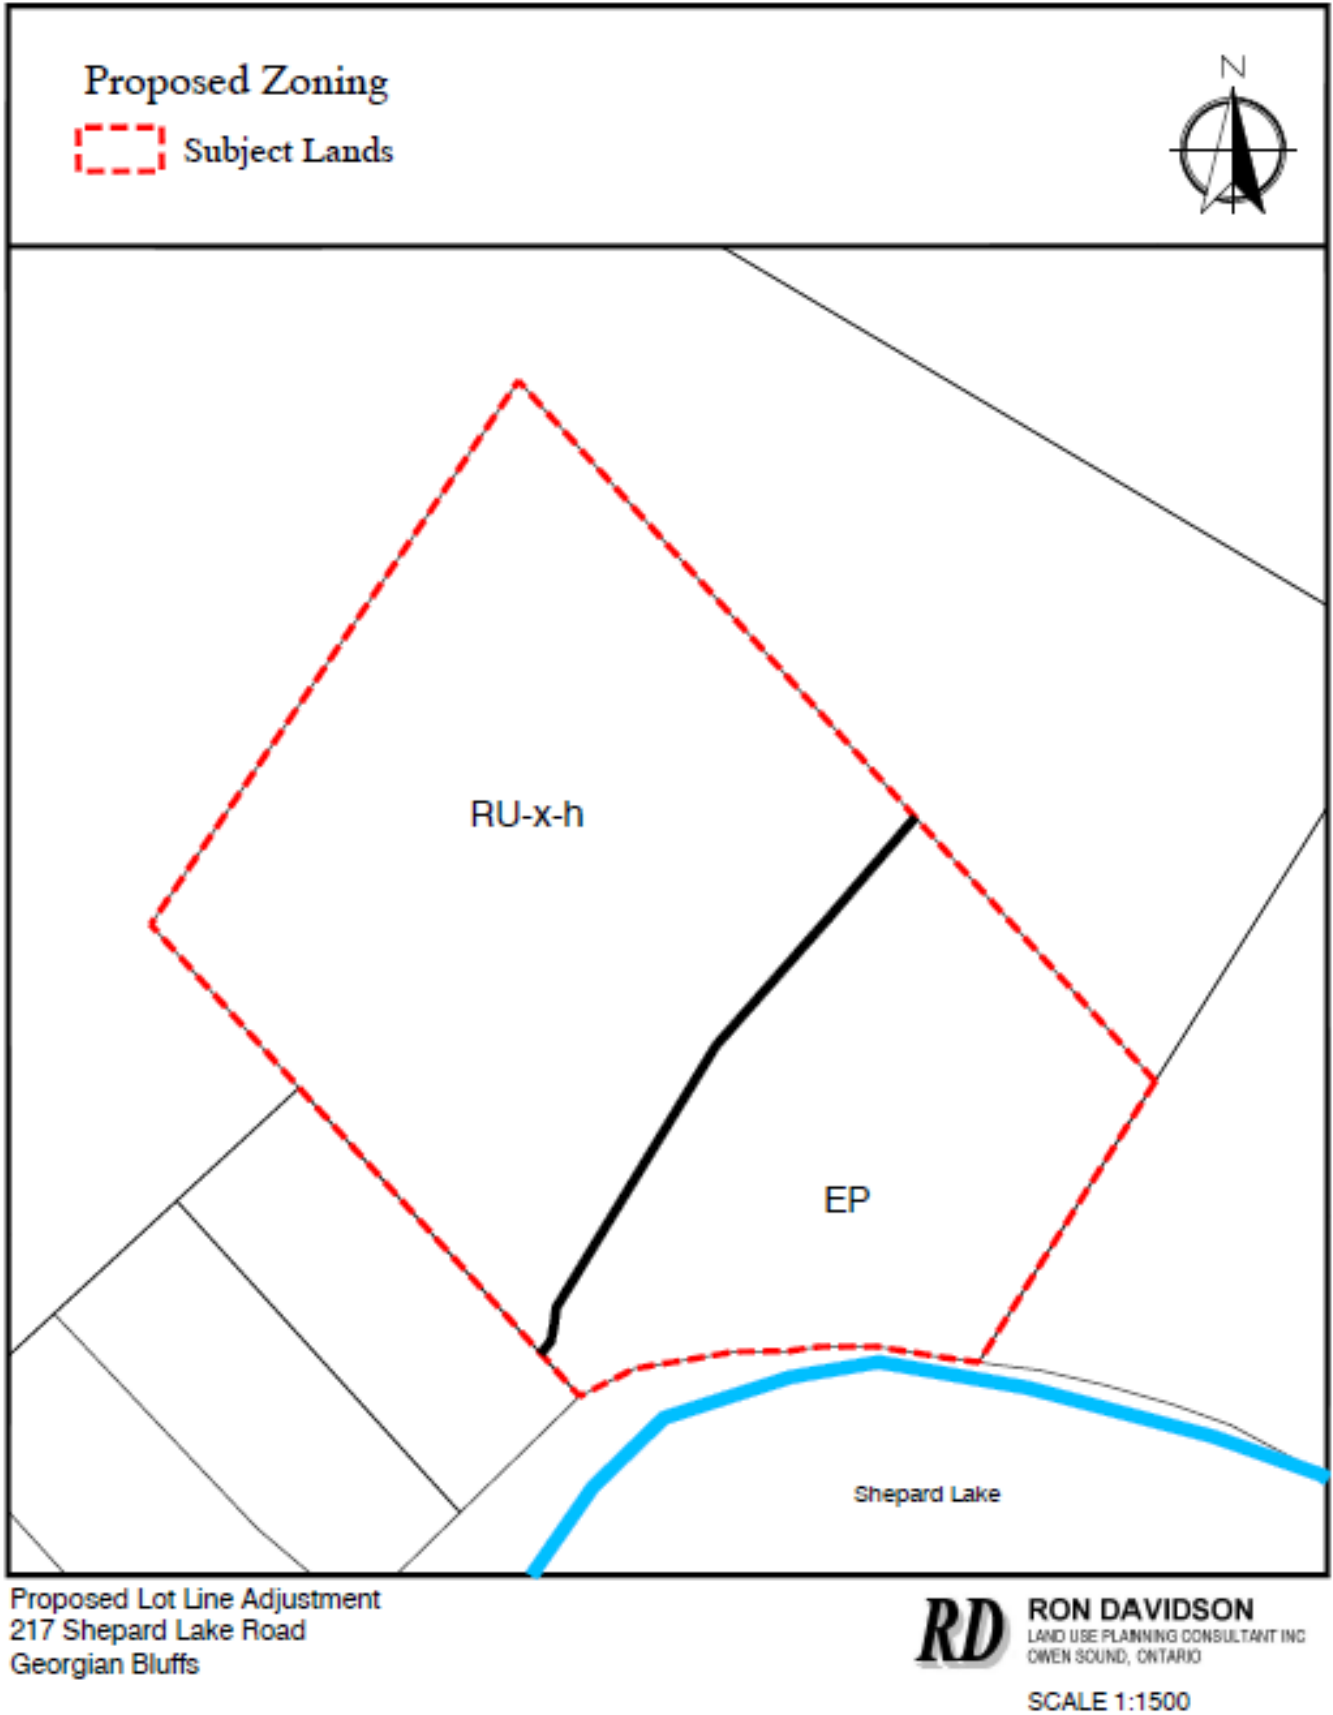 Proposed Zoning
N
Subject Lands
RU-x-h
EP
Shepard Lake
Proposed Lot Line Adjustment
217 Shepard Lake Road
Georgian Bluffs
RD
RON DAVIDSON
LAND USE PLANNING CONSULTANT INC
OWEN SOUND, ONTARIO
SCALE 1:1500